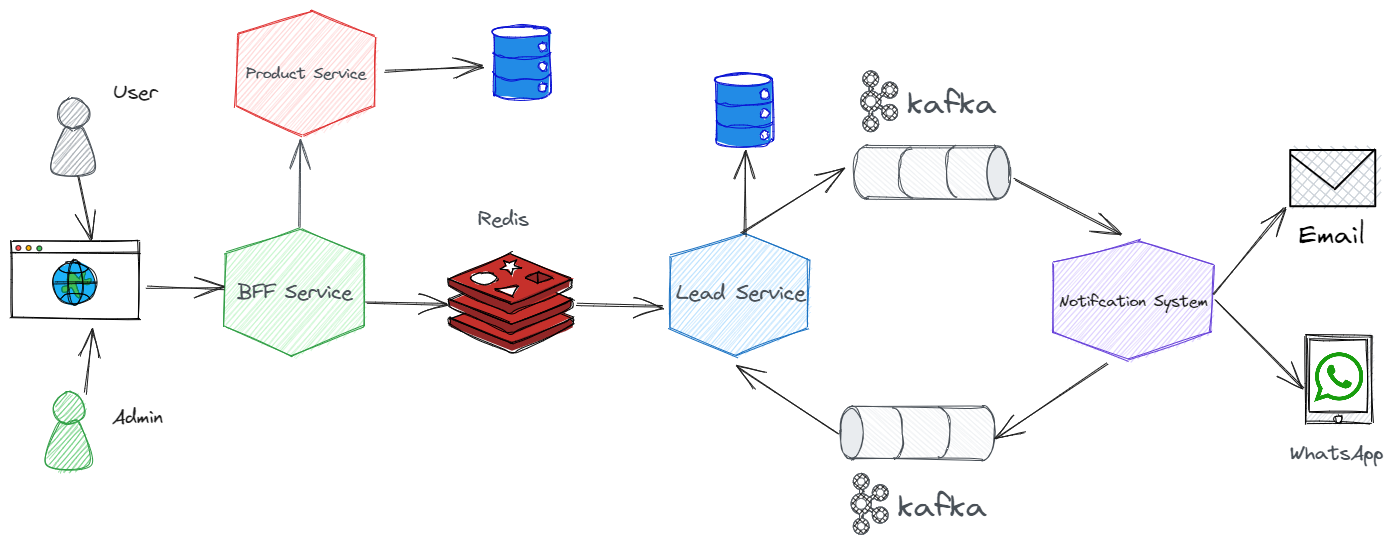 Product Service
User
kafka
Redis
Email
BFF Service
Lead Service
Notifcation System
Admin
WhatsApp
kafka